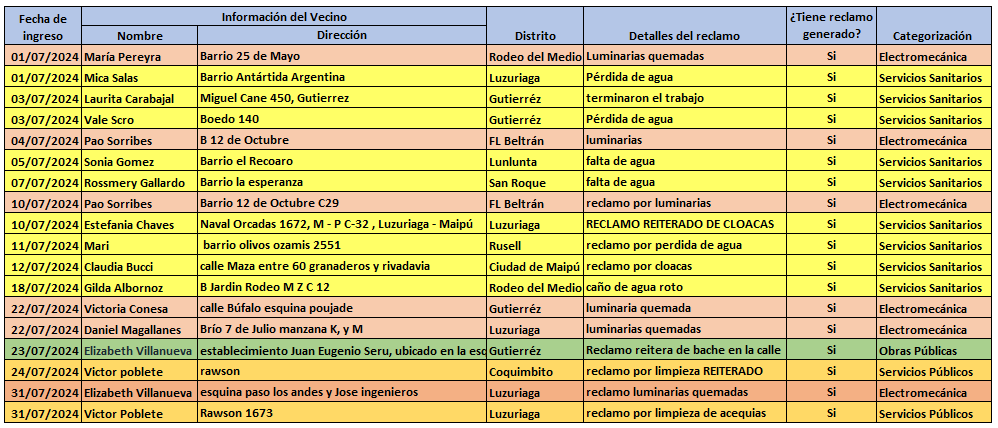 Fecha de ingreso Información del Vecino Distrito Detalles del reclamo ¿Tiene reclamo generado? Categorización
Nombre Dirección
01/07/2024 María Pereyra Barrio 25 de Mayo Rodeo del Medio Luminarias quemadas Si Electromecánica
01/07/2024 Mica Salas Barrio Antártida Argentina Luzuriaga Pérdida de agua Si Servicios Sanitarios
03/07/2024 Laurita Carabajal Miguel Cane 450, Gutierrez Gutierréz terminaron el trabajo Si Servicios Sanitarios
03/07/2024 Vale Scro Boedo 140 Gutierréz Pérdida de agua Si Servicios Sanitarios
04/07/2024 Pao Sorribes B 12 de Octubre FL Beltrán luminarias Si Electromecánica
05/07/2024 Sonia Gomez Barrio el Recoaro Lunlunta falta de agua Si Servicios Sanitarios
07/07/2024 Rossmery Gallardo Barrio la esperanza San Roque falta de agua Si Servicios Sanitarios
10/07/2024 Pao Sorribes Barrio 12 de Octubre C29 FL Beltrán reclamo por luminarias Si Electromecánica
10/07/2024 Estefania Chaves Naval Orcadas 1672, M - P C-32 , Luzuriaga - Maipú Luzuriaga RECLAMO REITERADO DE CLOACAS Si Servicios Sanitarios
11/07/2024 Mari barrio olivos ozamis 2551 Rusell reclamo por perdida de agua Si Servicios Sanitarios
12/07/2024 Claudia Bucci calle Maza entre 60 granaderos y rivadavia Ciudad de Maipú reclamo por cloacas Si Servicios Sanitarios
18/07/2024 Gilda Albornoz B Jardin Rodeo M Z C 12 Rodeo del Medio caño de agua roto Si Servicios Sanitarios
22/07/2024 Victoria Conesa calle Búfalo esquina poujade Gutierréz luminaria quemada Si Electromecánica
22/07/2024 Daniel Magallanes Brío 7 de Julio manzana K, y M Luzuriaga luminarias quemadas Si Electromecánica
23/07/2024 Elizabeth Villanueva establecimiento Juan Eugenio Seru, ubicado en la esc Gutierréz Reclamo reitera de bache en la calle Si Obras Públicas
24/07/2024 Victor poblete rawson Coquimbito reclamo por limpieza REITERADO Si Servicios Públicos
31/07/2024 Elizabeth Villanueva esquina paso los andes y Jose ingenieros Luzuriaga reclamo luminarias quemadas Si Electromecánica
31/07/2024 Victor Poblete Rawson 1673 Luzuriaga reclamo por limpieza de acequias Si Servicios Públicos